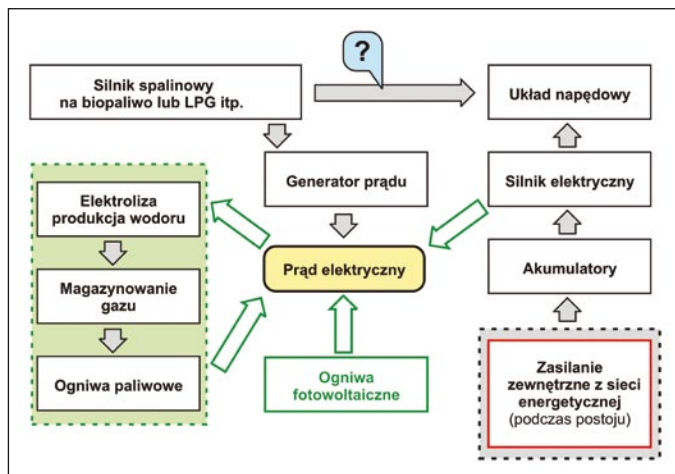 ?
Silnik spalinowy
na biopaliwo lub LPG itp.
Układ napędowy
Generator prądu
Silnik elektryczny
Elektroliza
produkcja wodoru
Prąd elektryczny
Akumulatory
Magazynowanie
gazu
Ogniwa paliwowe
Ogniwa
fotowoltaiczne
Zasilanie
zewnętrzne z sieci
energetycznej
(podczas postoju)